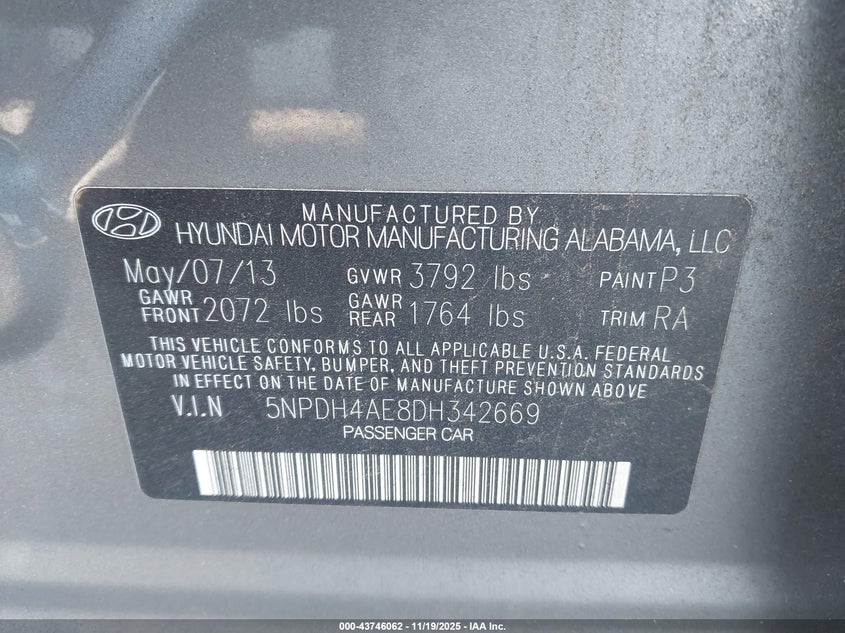 MANUFACTURED BY
HYUNDAI MOTOR MANUFACTURING ALABAMA, LLC
May/07/13 GVWR 3792 lbs PAINT P3
GAWR FRONT 2072 lbs GAWR REAR 1764 lbs TRIM RA
THIS VEHICLE CONFORMS TO ALL APPLICABLE U.S.A. FEDERAL
MOTOR VEHICLE SAFETY, BUMPER, AND THEFT PREVENTION STANDARDS
IN EFFECT ON THE DATE OF MANUFACTURE SHOWN ABOVE
V.I.N 5NPDH4AE8DH342669
PASSENGER CAR
000-43746062 - 11/19/2025 - IAA Inc.